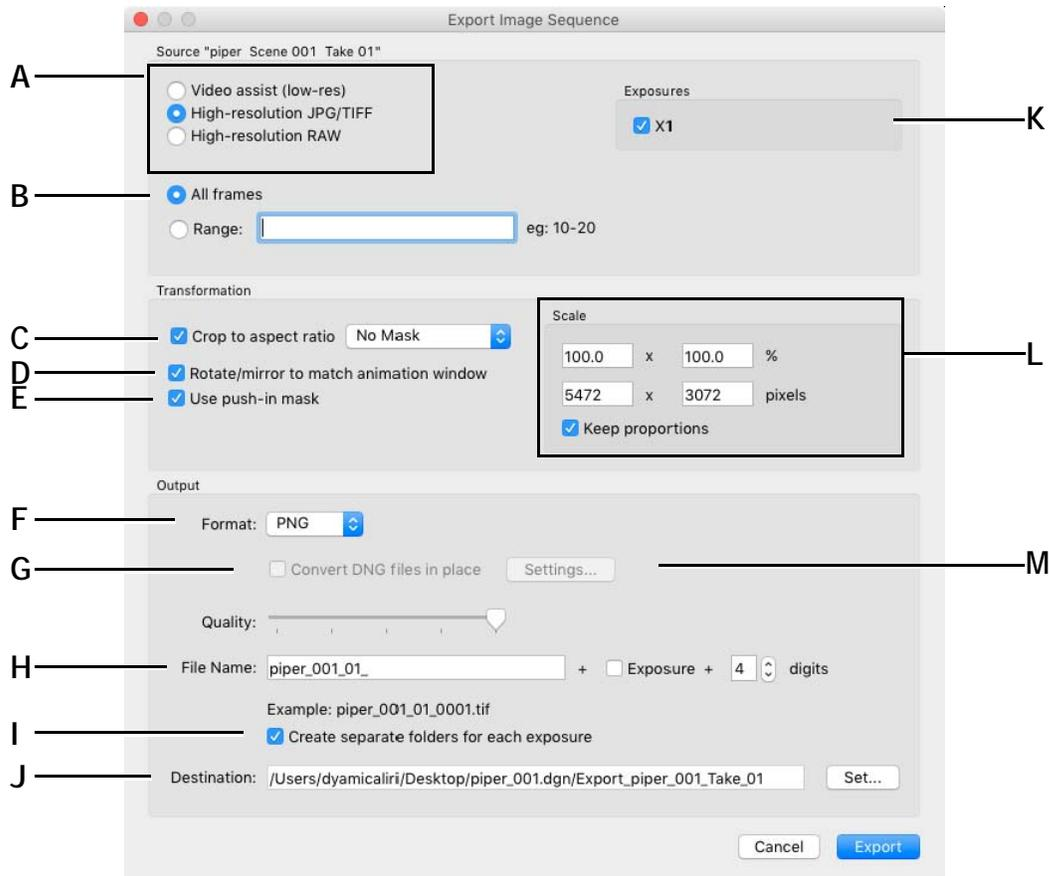 Export Image Sequence
Source "piper Scene 001 Take 01"
A
Video assist (low-res)
High-resolution JPG/TIFF
High-resolution RAW
Exposures
X1
K
B
All frames
Range:
eg: 10-20
Transformation
C
Crop to aspect ratio
No Mask
D
Rotate/mirror to match animation window
E
Use push-in mask
Scale
100.0 x 100.0 %
5472 x 3072 pixels
Keep proportions
L
Output
F
Format: PNG
G
Convert DNG files in place
Settings...
M
Quality:
H
File Name: piper_001_01_ + Exposure + 4 digits
Example: piper_001_01_0001.tif
I
Create separate folders for each exposure
J
Destination: /Users/dyamicaliri/Desktop/piper_001.dgn/Export_piper_001_Take_01 Set...
Cancel Export